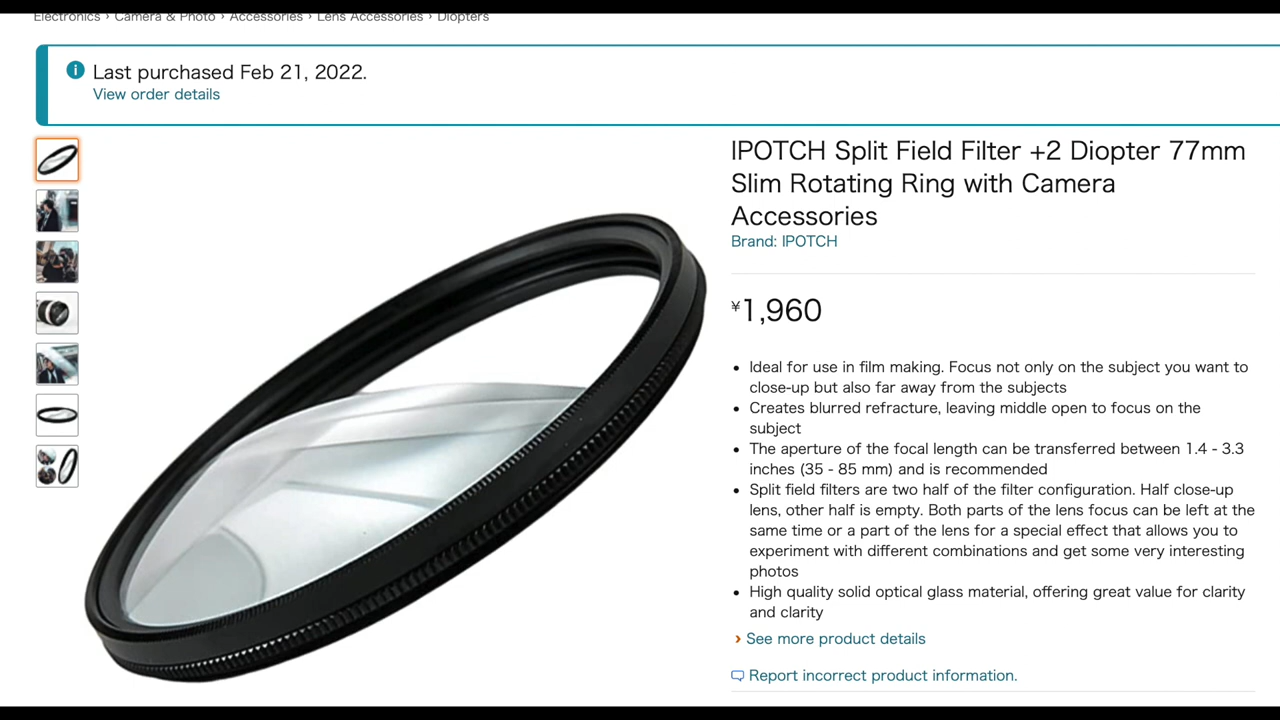 Electronics › Camera & Photo › Accessories › Lens Accessories › Diopters
Last purchased Feb 21, 2022.
View order details
IPOTCH Split Field Filter +2 Diopter 77mm
Slim Rotating Ring with Camera
Accessories
Brand: IPOTCH
¥1,960
• Ideal for use in film making. Focus not only on the subject you want to
close-up but also far away from the subjects
• Creates blurred refracture, leaving middle open to focus on the
subject
• The aperture of the focal length can be transferred between 1.4 - 3.3
inches (35 - 85 mm) and is recommended
• Split field filters are two half of the filter configuration. Half close-up
lens, other half is empty. Both parts of the lens focus can be left at the
same time or a part of the lens for a special effect that allows you to
experiment with different combinations and get some very interesting
photos
• High quality solid optical glass material, offering great value for clarity
and clarity
› See more product details
Report incorrect product information.